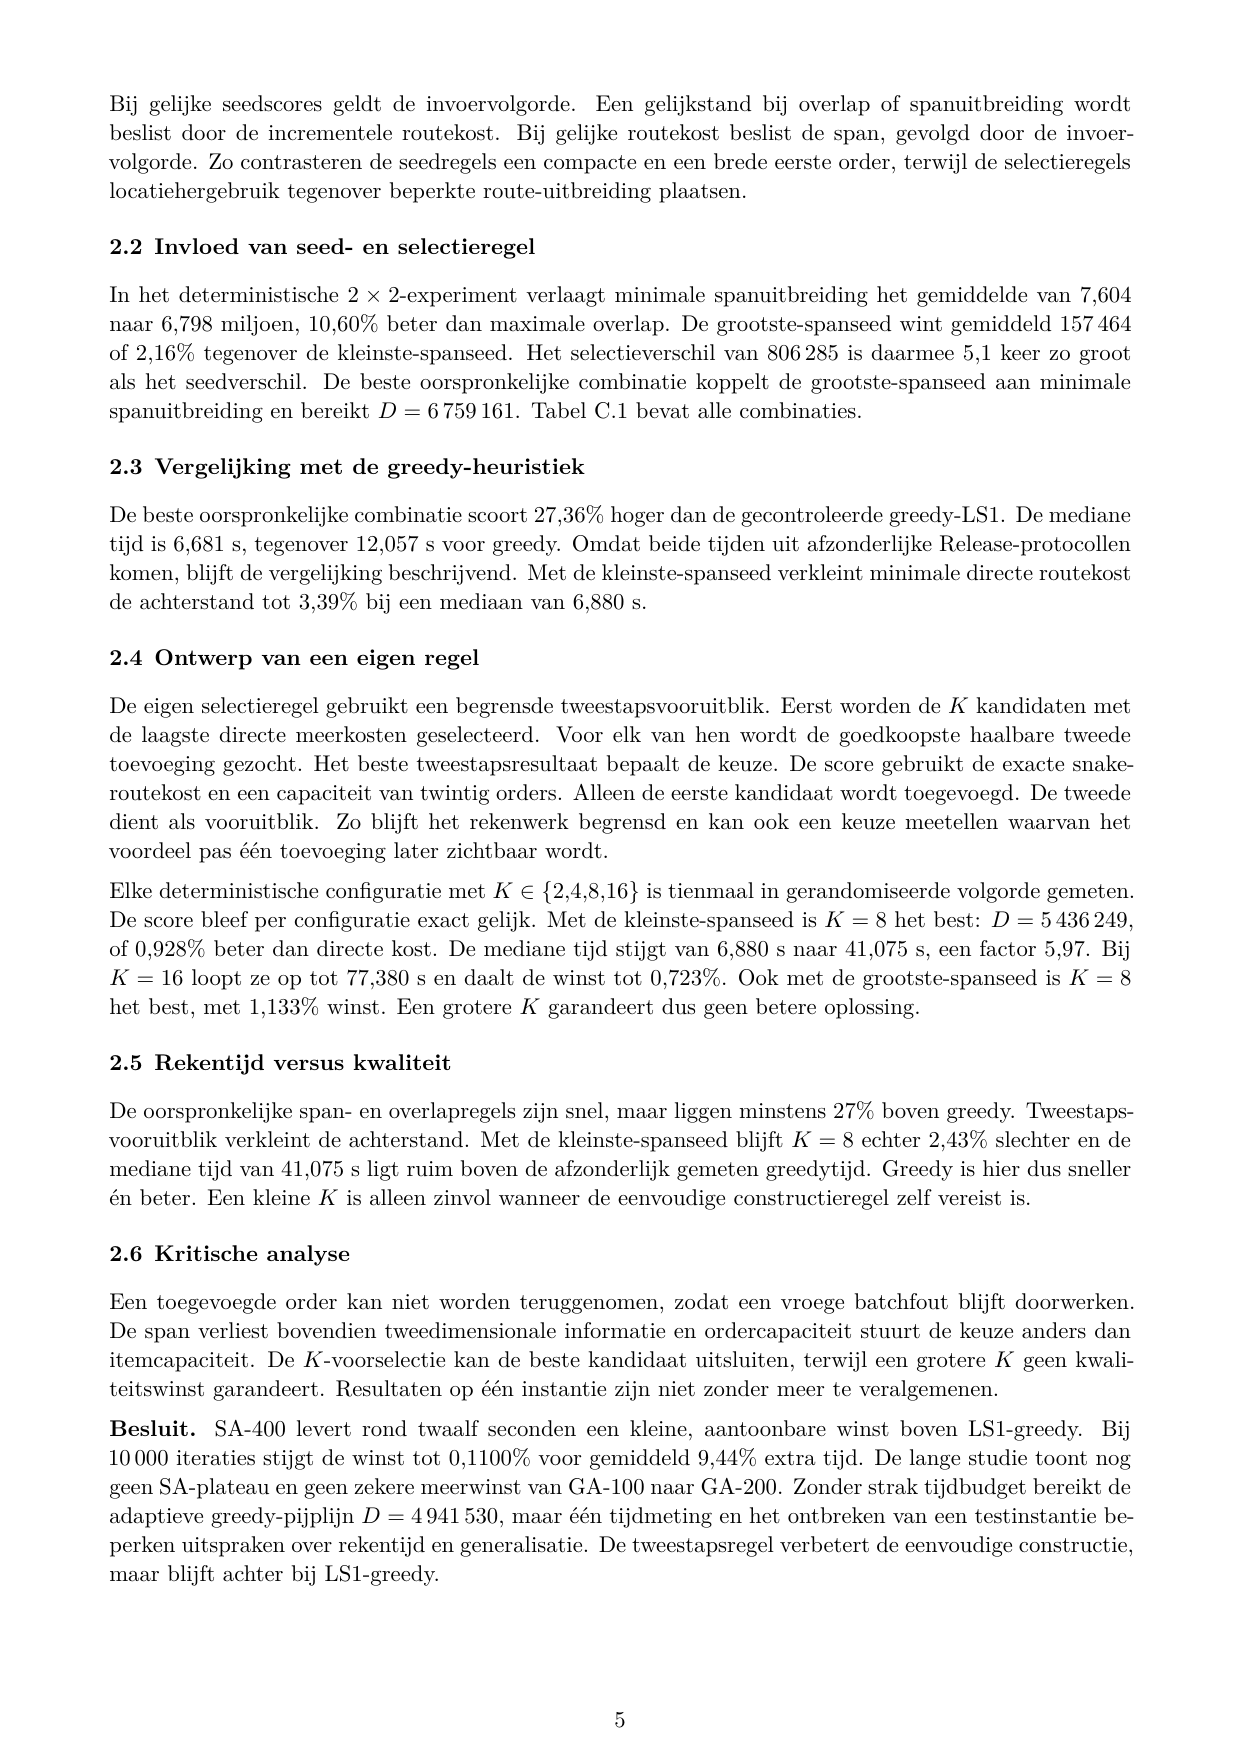 Bij gelijke seedscores geldt de invoervolgorde. Een gelijkstand bij overlap of spanuitbreiding wordt
beslist door de incrementele routekost. Bij gelijke routekost beslist de span, gevolgd door de invoer-
volgorde. Zo contrasteren de seedregels een compacte en een brede eerste order, terwijl de selectieregels
locatiehergebruik tegenover beperkte route-uitbreiding plaatsen.
2.2 Invloed van seed- en selectieregel
In het deterministische 2 × 2-experiment verlaagt minimale spanuitbreiding het gemiddelde van 7,604
naar 6,798 miljoen, 10,60% beter dan maximale overlap. De grootste-spanseed wint gemiddeld 157 464
of 2,16% tegenover de kleinste-spanseed. Het selectieverschil van 806 285 is daarmee 5,1 keer zo groot
als het seedverschil. De beste oorspronkelijke combinatie koppelt de grootste-spanseed aan minimale
spanuitbreiding en bereikt D = 6 759 161. Tabel C.1 bevat alle combinaties.
2.3 Vergelijking met de greedy-heuristiek
De beste oorspronkelijke combinatie scoort 27,36% hoger dan de gecontroleerde greedy-LS1. De mediane
tijd is 6,681 s, tegenover 12,057 s voor greedy. Omdat beide tijden uit afzonderlijke Release-protocollen
komen, blijft de vergelijking beschrijvend. Met de kleinste-spanseed verkleint minimale directe routekost
de achterstand tot 3,39% bij een mediaan van 6,880 s.
2.4 Ontwerp van een eigen regel
De eigen selectieregel gebruikt een begrensde tweestapsvooruitblik. Eerst worden de K kandidaten met
de laagste directe meerkosten geselecteerd. Voor elk van hen wordt de goedkoopste haalbare tweede
toevoeging gezocht. Het beste tweestapsresultaat bepaalt de keuze. De score gebruikt de exacte snake-
routekost en een capaciteit van twintig orders. Alleen de eerste kandidaat wordt toegevoegd. De tweede
dient als vooruitblik. Zo blijft het rekenwerk begrensd en kan ook een keuze meetellen waarvan het
voordeel pas één toevoeging later zichtbaar wordt.
Elke deterministische configuratie met K ∈ {2,4,8,16} is tienmaal in gerandomiseerde volgorde gemeten.
De score bleef per configuratie exact gelijk. Met de kleinste-spanseed is K = 8 het best: D = 5 436 249,
of 0,928% beter dan directe kost. De mediane tijd stijgt van 6,880 s naar 41,075 s, een factor 5,97. Bij
K = 16 loopt ze op tot 77,380 s en daalt de winst tot 0,723%. Ook met de grootste-spanseed is K = 8
het best, met 1,133% winst. Een grotere K garandeert dus geen betere oplossing.
2.5 Rekentijd versus kwaliteit
De oorspronkelijke span- en overlapregels zijn snel, maar liggen minstens 27% boven greedy. Tweestaps-
vooruitblik verkleint de achterstand. Met de kleinste-spanseed blijft K = 8 echter 2,43% slechter en de
mediane tijd van 41,075 s ligt ruim boven de afzonderlijk gemeten greedytijd. Greedy is hier dus sneller
én beter. Een kleine K is alleen zinvol wanneer de eenvoudige constructieregel zelf vereist is.
2.6 Kritische analyse
Een toegevoegde order kan niet worden teruggenomen, zodat een vroege batchfout blijft doorwerken.
De span verliest bovendien tweedimensionale informatie en ordercapaciteit stuurt de keuze anders dan
itemcapaciteit. De K-voorselectie kan de beste kandidaat uitsluiten, terwijl een grotere K geen kwali-
teitswinst garandeert. Resultaten op één instantie zijn niet zonder meer te veralgemenen.
Besluit. SA-400 levert rond twaalf seconden een kleine, aantoonbare winst boven LS1-greedy. Bij
10 000 iteraties stijgt de winst tot 0,1100% voor gemiddeld 9,44% extra tijd. De lange studie toont nog
geen SA-plateau en geen zekere meerwinst van GA-100 naar GA-200. Zonder strak tijdbudget bereikt de
adaptieve greedy-pijplijn D = 4 941 530, maar één tijdmeting en het ontbreken van een testinstantie be-
perken uitspraken over rekentijd en generalisatie. De tweestapsregel verbetert de eenvoudige constructie,
maar blijft achter bij LS1-greedy.
5